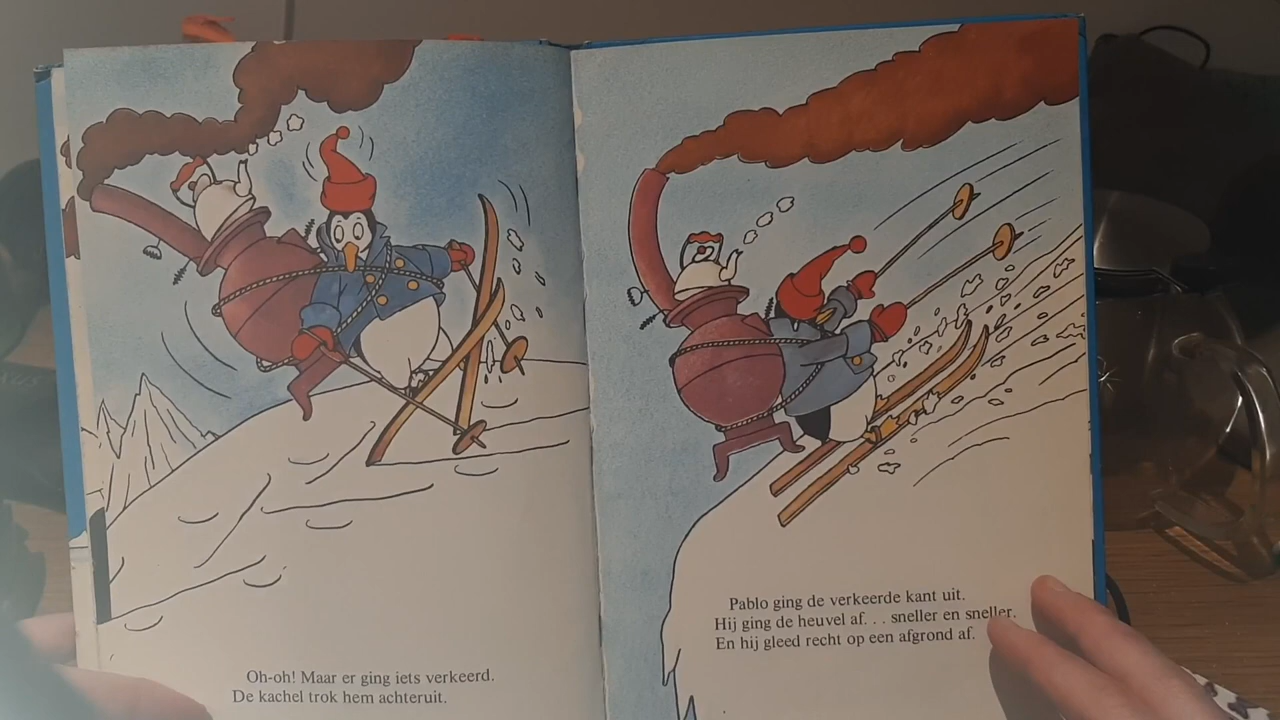 Oh-oh! Maar er ging iets verkeerd.
De kachel trok hem achteruit.
Pablo ging de verkeerde kant uit.
Hij ging de heuvel af. . . sneller en sneller.
En hij gleed recht op een afgrond af.